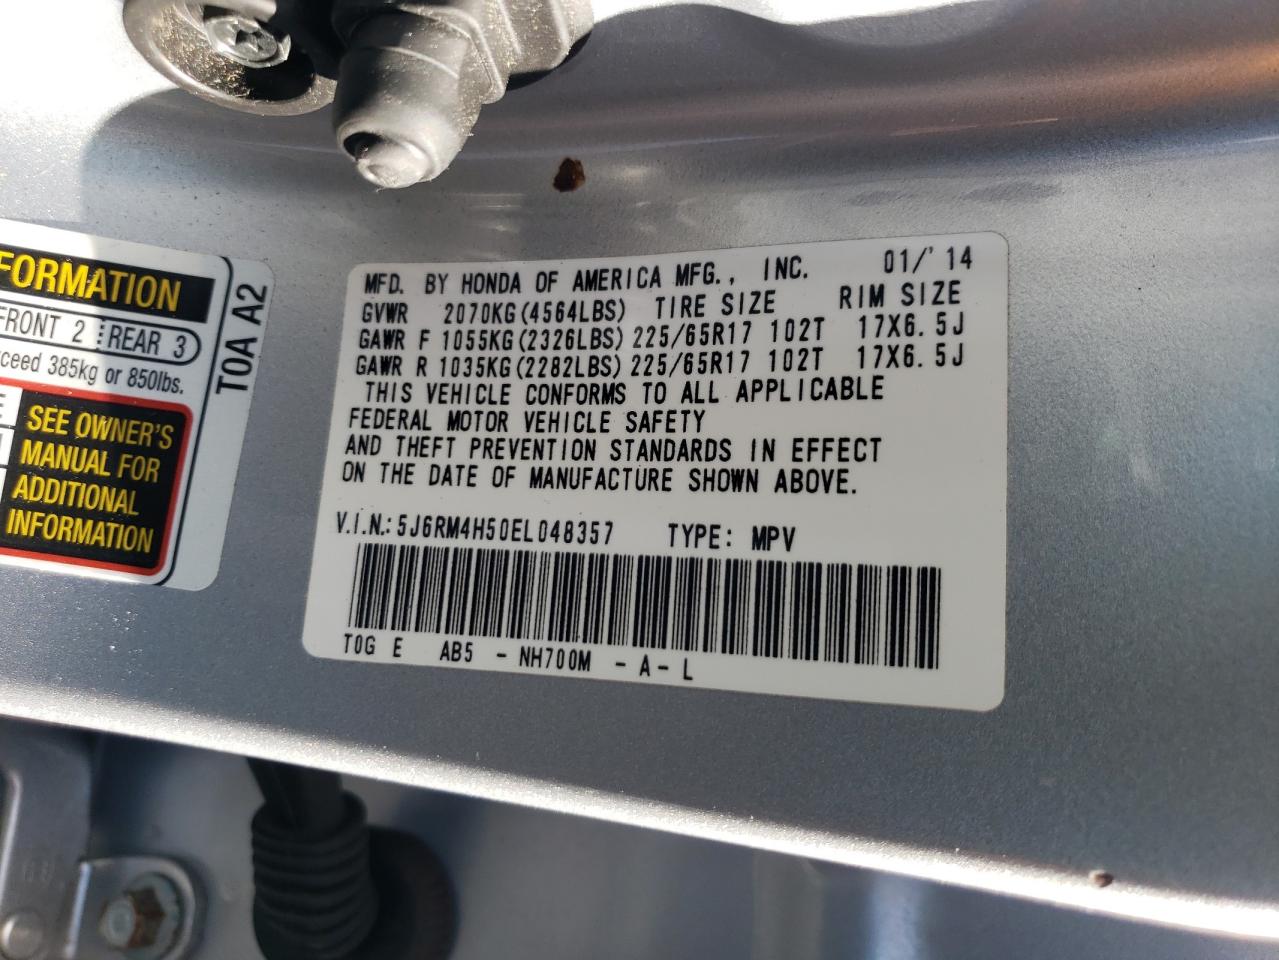 FORMATION
FRONT 2 REAR 3
385kg or 850lbs.
SEE OWNER'S
MANUAL FOR
ADDITIONAL
INFORMATION
T0A A2
MFD. BY HONDA OF AMERICA MFG., INC. 01/'14
GVWR 2070KG(4564LBS) TIRE SIZE RIM SIZE
GAWR F 1055KG(2326LBS) 225/65R17 102T 17X6.5J
GAWR R 1035KG(2282LBS) 225/65R17 102T 17X6.5J
THIS VEHICLE CONFORMS TO ALL APPLICABLE
FEDERAL MOTOR VEHICLE SAFETY
AND THEFT PREVENTION STANDARDS IN EFFECT
ON THE DATE OF MANUFACTURE SHOWN ABOVE.
V.I.N.: 5J6RM4H50EL048357 TYPE: MPV
T0G E AB5 - NH700M - A - L